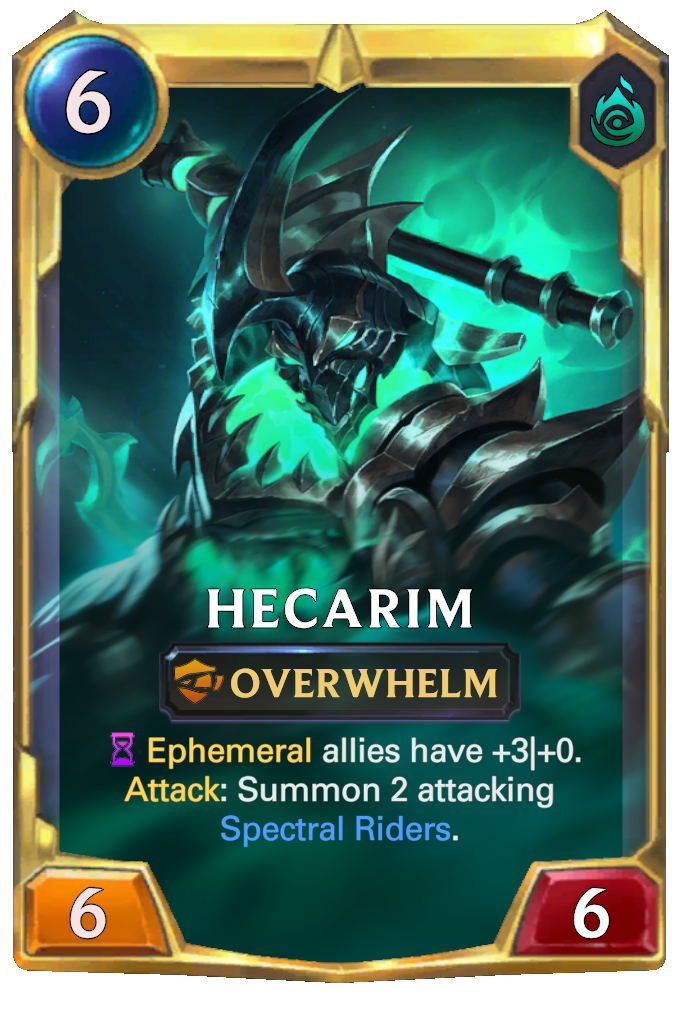 6
HECARIM
OVERWHELM
Ephemeral allies have +3|+0.
Attack: Summon 2 attacking
Spectral Riders.
6
6